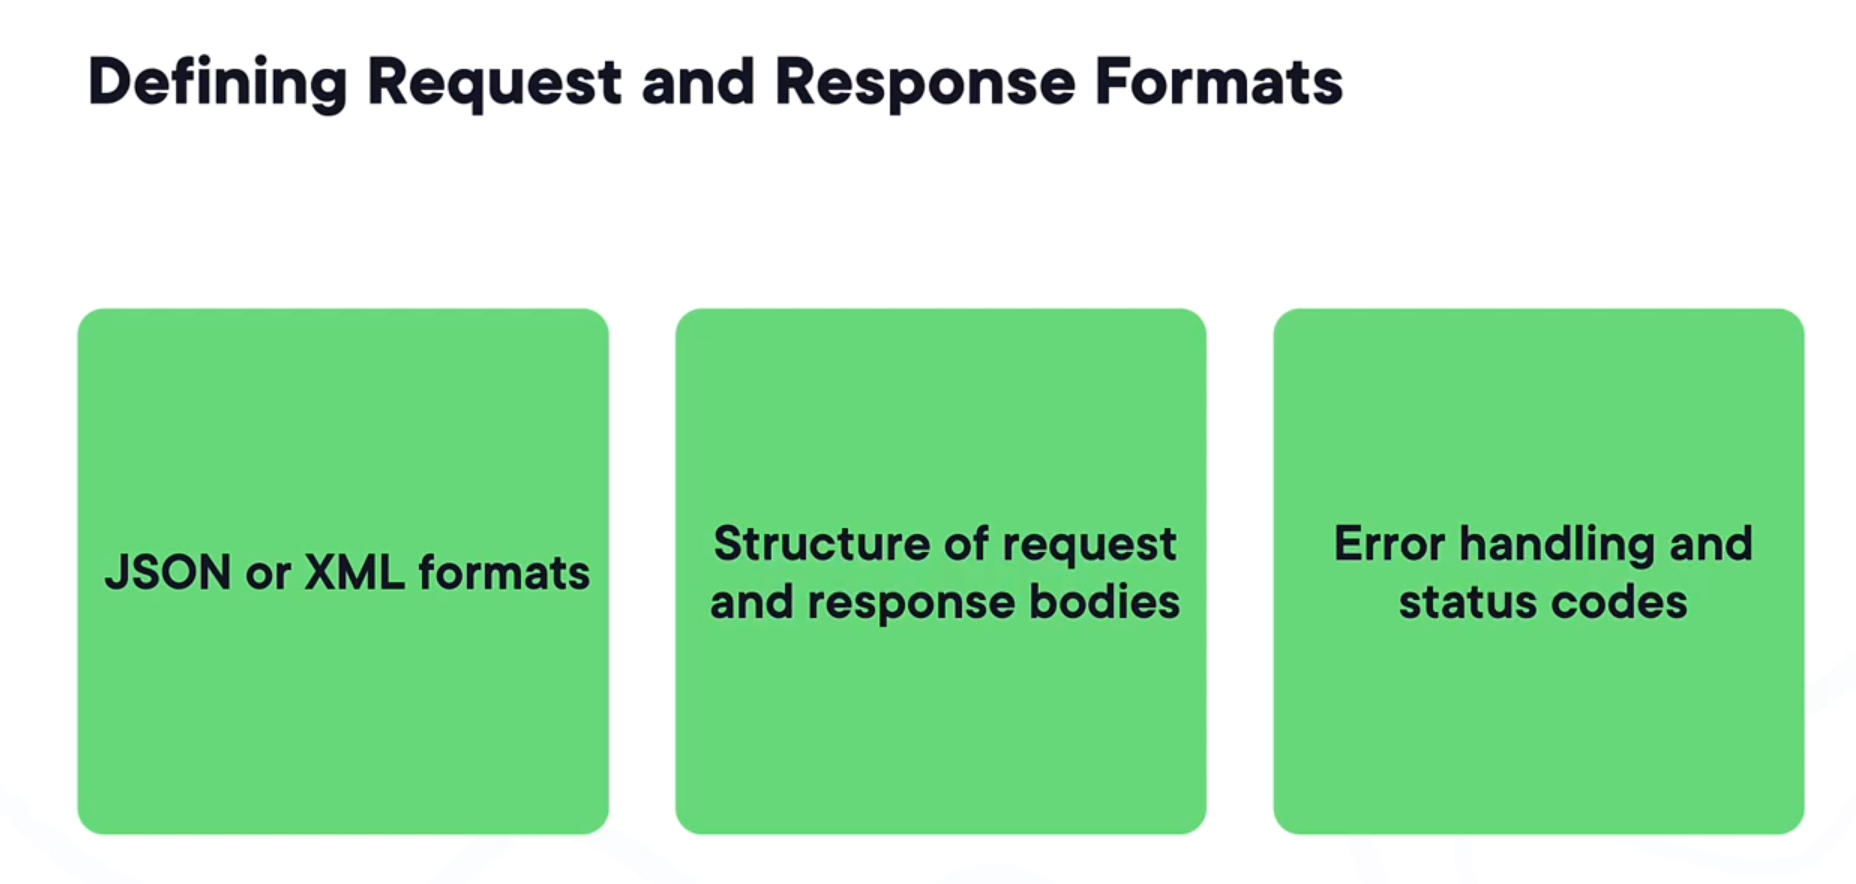 Defining Request and Response Formats
JSON or XML formats
Structure of request
and response bodies
Error handling and
status codes